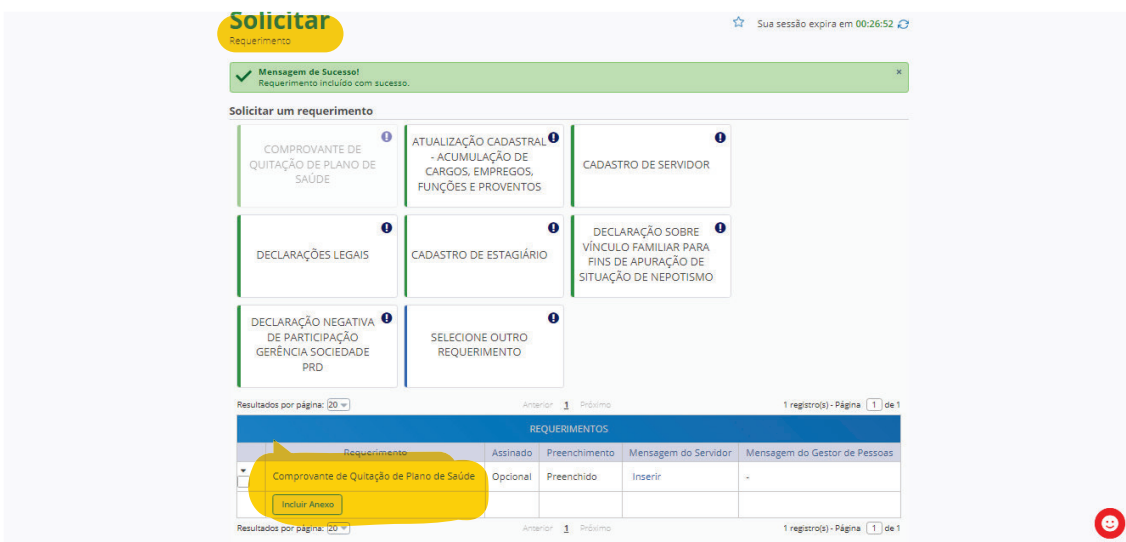 Solicitar
Requerimento
Sua sessão expira em 00:26:52
Mensagem de Sucesso!
Requerimento incluído com sucesso.
×
Solicitar um requerimento
COMPROVANTE DE
QUITAÇÃO DE PLANO DE
SAÚDE
ATUALIZAÇÃO CADASTRAL
- ACUMULAÇÃO DE
CARGOS, EMPREGOS,
FUNÇÕES E PROVENTOS
CADASTRO DE SERVIDOR
DECLARAÇÕES LEGAIS
CADASTRO DE ESTAGIÁRIO
DECLARAÇÃO SOBRE
VÍNCULO FAMILIAR PARA
FINS DE APURAÇÃO DE
SITUAÇÃO DE NEPOTISMO
DECLARAÇÃO NEGATIVA
DE PARTICIPAÇÃO
GERÊNCIA SOCIEDADE
PRD
SELECIONE OUTRO
REQUERIMENTO
Resultados por página: 20 Anterior 1 Próximo 1 registro(s) - Página 1 de 1
REQUERIMENTOS
Requerimento Assinado Preenchimento Mensagem do Servidor Mensagem do Gestor de Pessoas
Comprovante de Quitação de Plano de Saúde Opcional Preenchido Inserir -
Incluir Anexo
Resultados por página: 20 Anterior 1 Próximo 1 registro(s) - Página 1 de 1